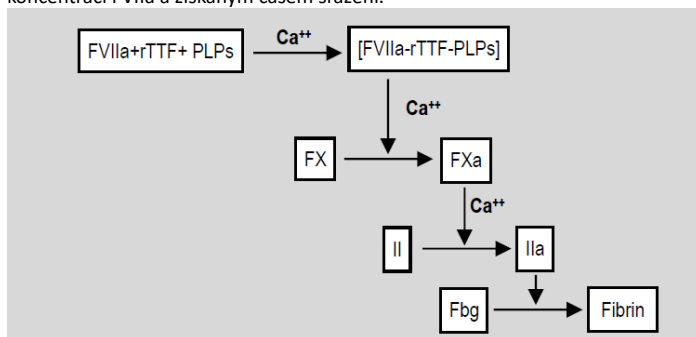 koncentrací FVIIa a získaným časem srážení.
FVIIa+rTTF+ PLPs
Ca⁺⁺
[FVIIa-rTTF-PLPs]
Ca⁺⁺
FX
FXa
Ca⁺⁺
II
IIa
Fbg
Fibrin